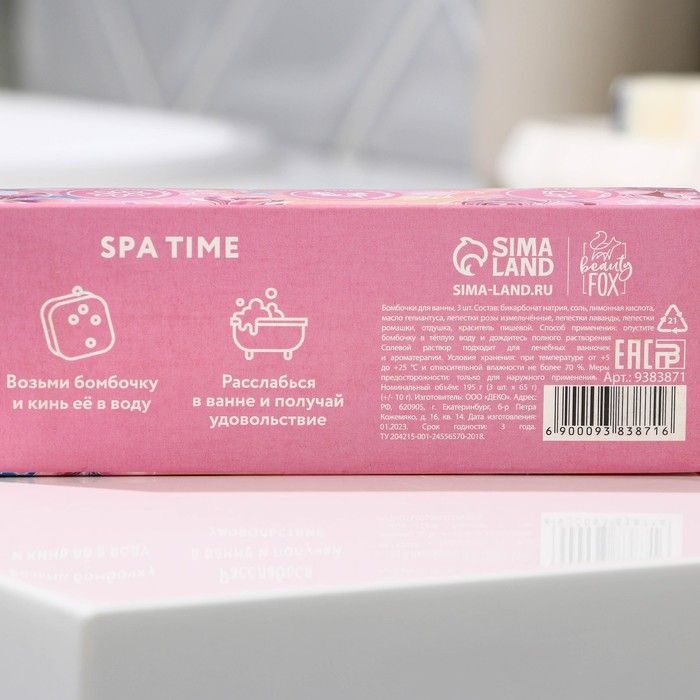 SPA TIME
Возьми бомбочку
и кинь её в воду
Расслабься
в ванне и получай
удовольствие
SIMA
LAND
SIMA-LAND.RU
beauty
FOX
Бомбочки для ванны, 3 шт. Состав: бикарбонат натрия, соль, лимонная кислота,
масло гелиантуса, лепестки розы измельчённые, лепестки лаванды, лепестки
ромашки, отдушка, краситель пищевой. Способ применения: опустите
бомбочку в тёплую воду и дождитесь полного растворения
Солевой раствор подходит для лечебных ванночек
и ароматерапии. Условия хранения: при температуре от +5
до +25 °С и относительной влажности не более 70 %. Меры
предосторожности: только для наружного применения.
Номинальный объём: 195 г (3 шт. х 65 г)
(+/- 10 г). Изготовитель: ООО «ДЕКО». Адрес:
РФ, 620905, г. Екатеринбург, б-р Петра
Кожемяко, д. 16, кв. 14. Дата изготовления:
01.2023. Срок годности: 3 года.
ТУ 204215-001-24556570-2018.
21
EAC
Арт.: 9383871
6 900093 838716